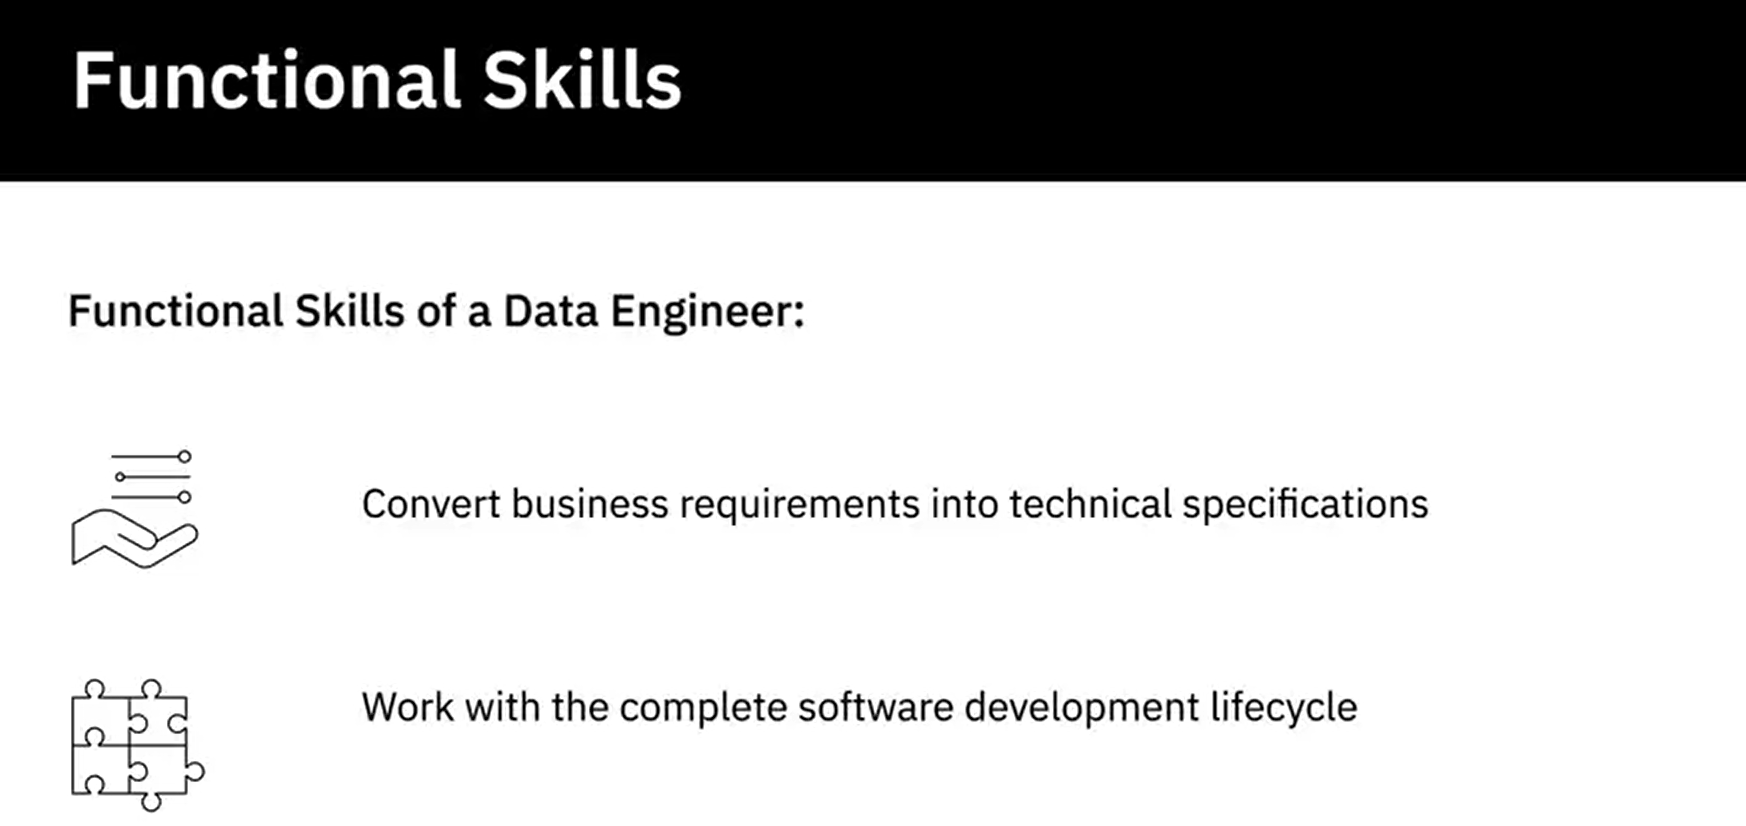 Functional Skills
Functional Skills of a Data Engineer:
Convert business requirements into technical specifications
Work with the complete software development lifecycle